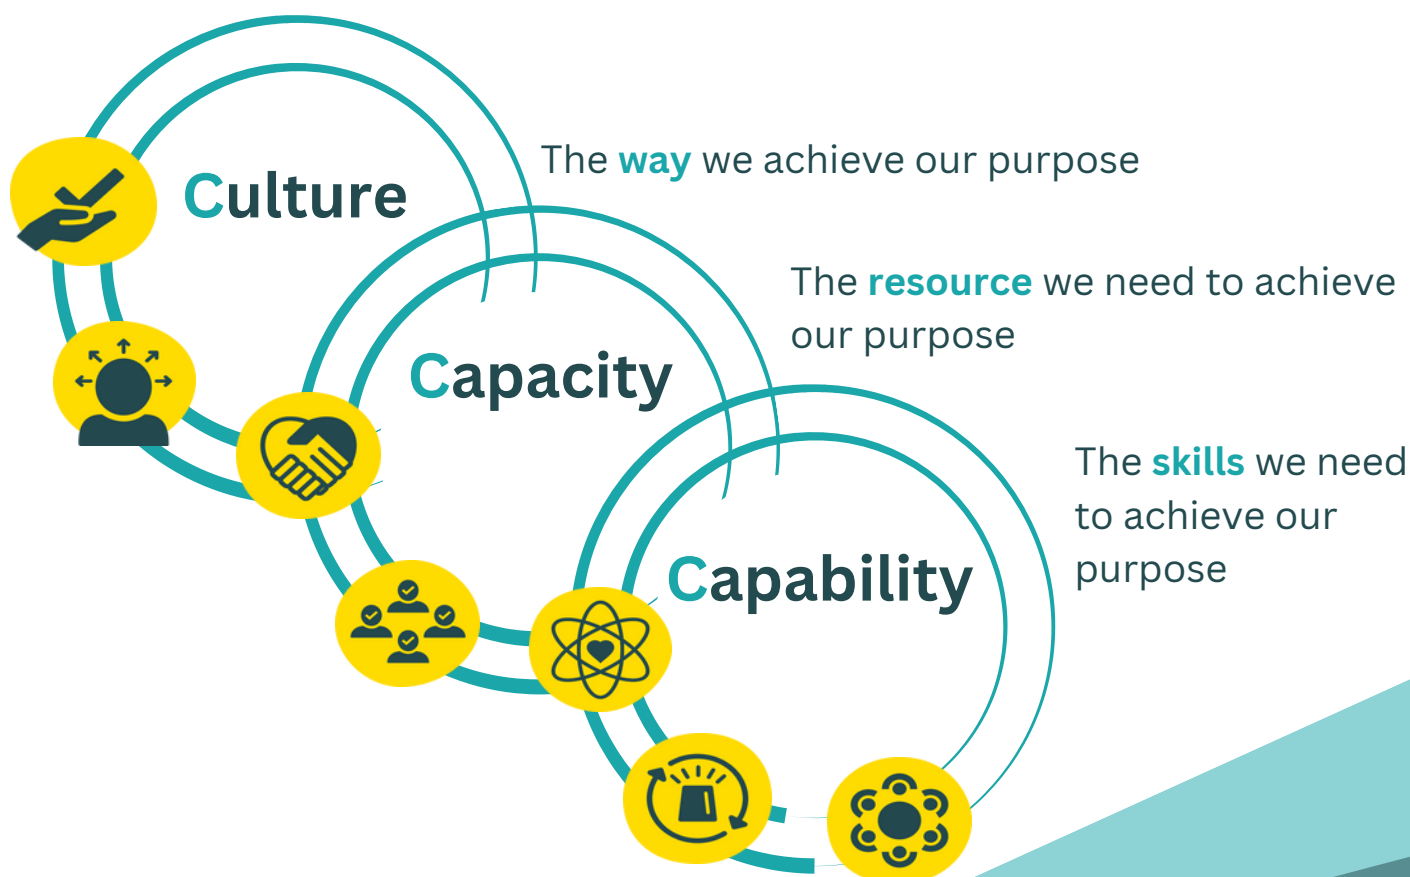 Culture
The way we achieve our purpose
Capacity
The resource we need to achieve
our purpose
Capability
The skills we need
to achieve our
purpose